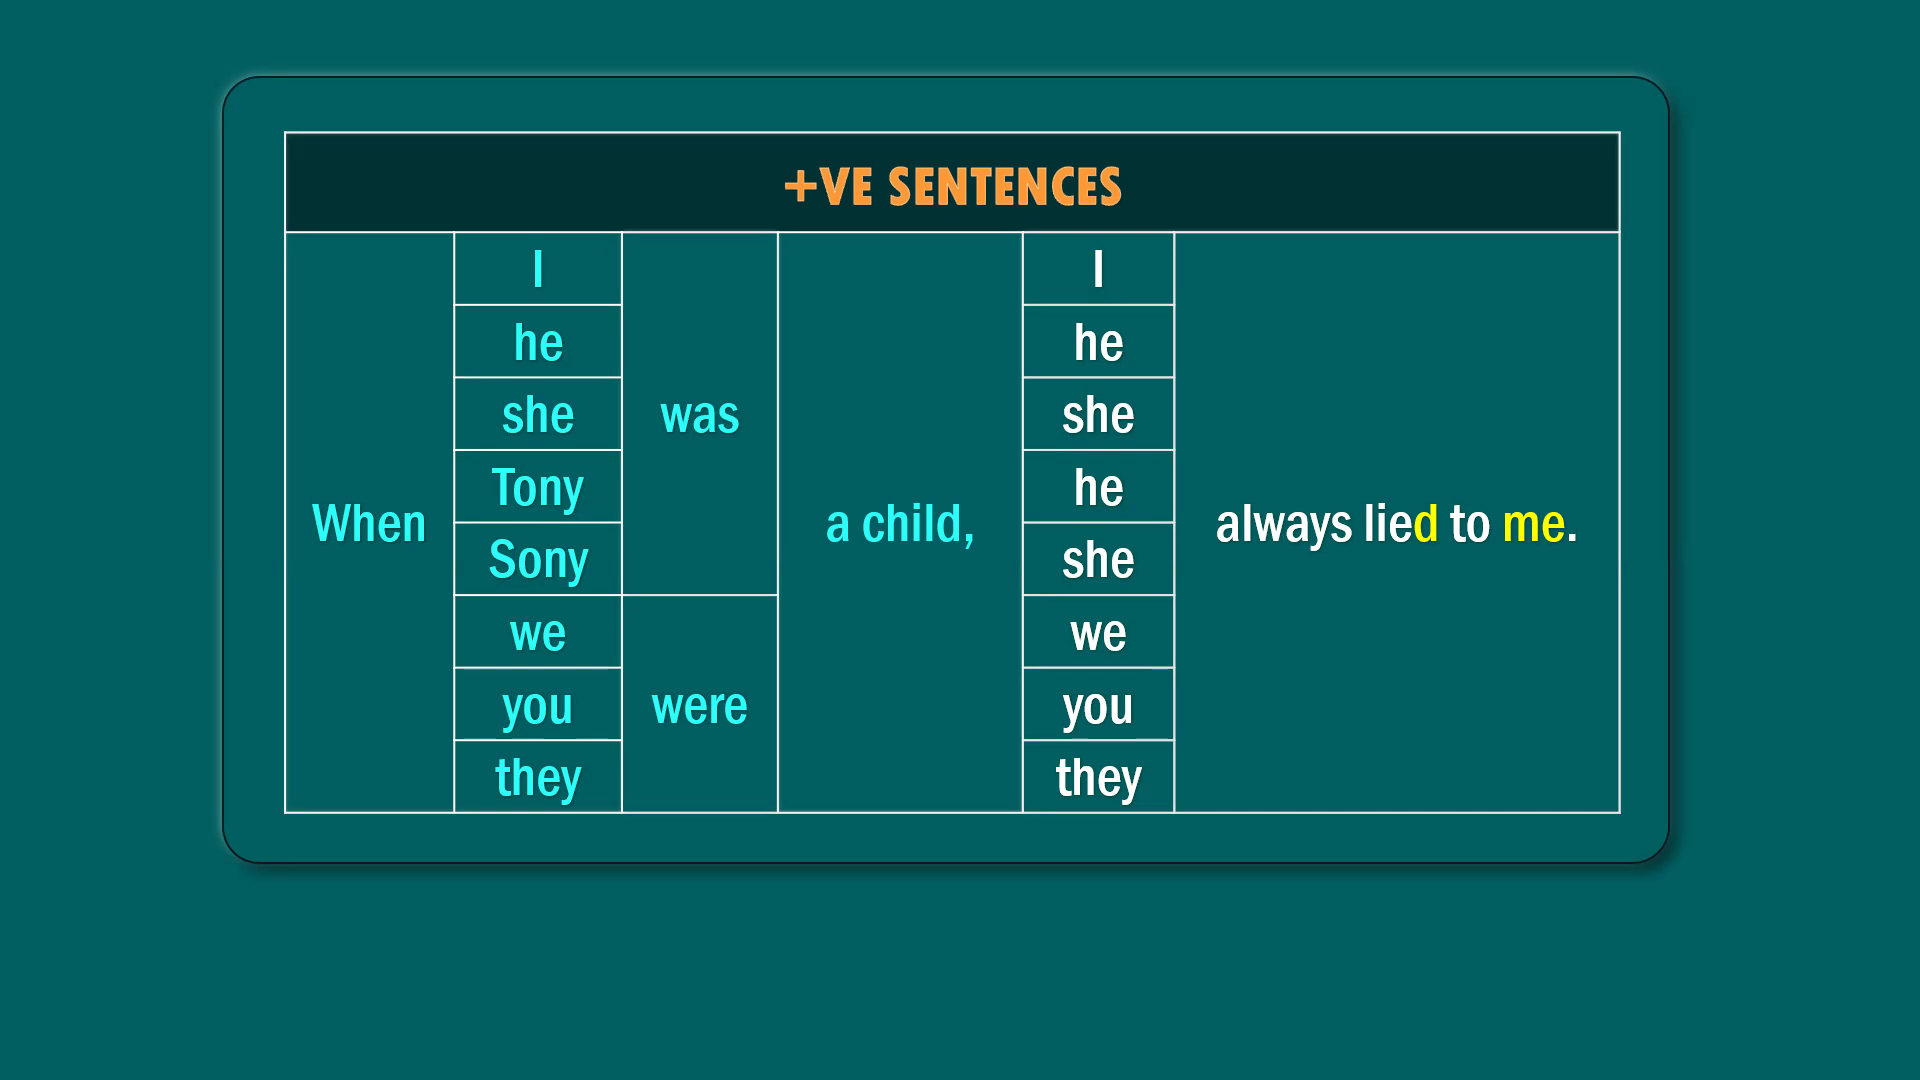 +VE SENTENCES
When
I
he
she
Tony
Sony
we
you
they
was
were
a child,
I
he
she
he
she
we
you
they
always lied to me.